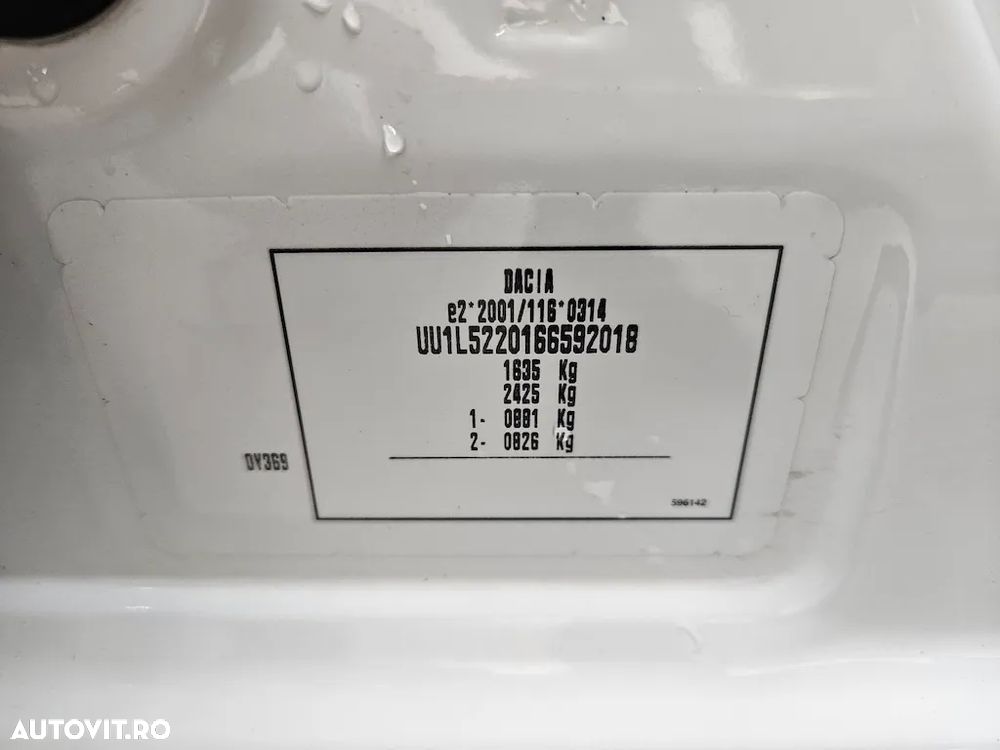 DACIA
e2*2001/116*0314
UU1L5220166592018
1635 Kg
2425 Kg
1- 0881 Kg
2- 0826 Kg
DY369
596142
AUTOVIT.RO